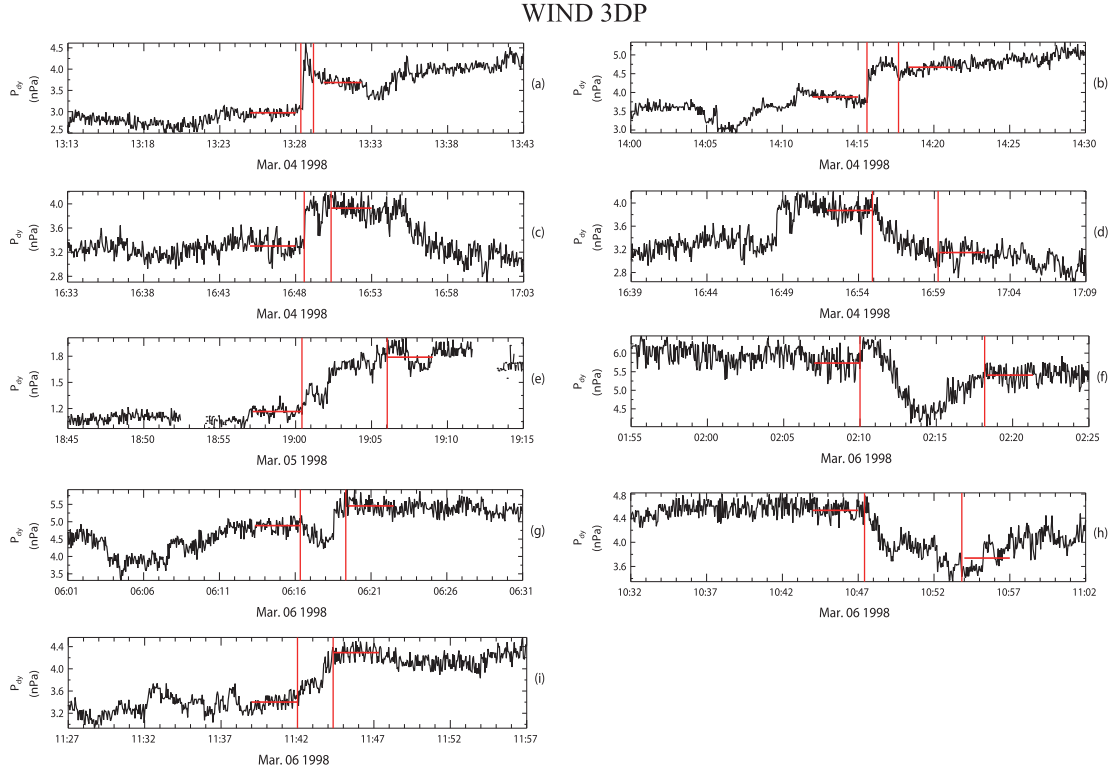 WIND 3DP
4.5
4.0
3.5
3.0
2.5
P_dy
(nPa)
13:13 13:18 13:23 13:28 13:33 13:38 13:43
Mar. 04 1998
(a)
5.0
4.5
4.0
3.5
3.0
P_dy
(nPa)
14:00 14:05 14:10 14:15 14:20 14:25 14:30
Mar. 04 1998
(b)
4.0
3.6
3.2
2.8
P_dy
(nPa)
16:33 16:38 16:43 16:48 16:53 16:58 17:03
Mar. 04 1998
(c)
4.0
3.6
3.2
2.8
P_dy
(nPa)
16:39 16:44 16:49 16:54 16:59 17:04 17:09
Mar. 04 1998
(d)
1.8
1.5
1.2
P_dy
(nPa)
18:45 18:50 18:55 19:00 19:05 19:10 19:15
Mar. 05 1998
(e)
6.0
5.5
5.0
4.5
P_dy
(nPa)
01:55 02:00 02:05 02:10 02:15 02:20 02:25
Mar. 06 1998
(f)
5.5
5.0
4.5
4.0
3.5
P_dy
(nPa)
06:01 06:06 06:11 06:16 06:21 06:26 06:31
Mar. 06 1998
(g)
4.8
4.4
4.0
3.6
P_dy
(nPa)
10:32 10:37 10:42 10:47 10:52 10:57 11:02
Mar. 06 1998
(h)
4.4
4.0
3.6
3.2
P_dy
(nPa)
11:27 11:32 11:37 11:42 11:47 11:52 11:57
Mar. 06 1998
(i)